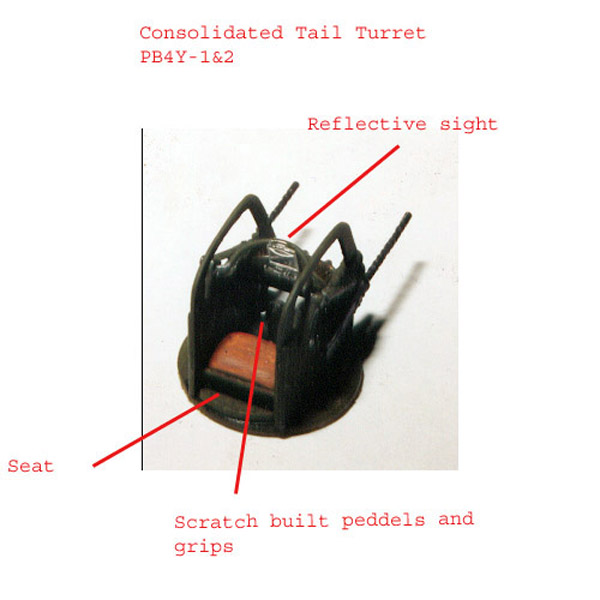 Consolidated Tail Turret
PB4Y-1&2
Reflective sight
Seat
Scratch built peddels and
grips